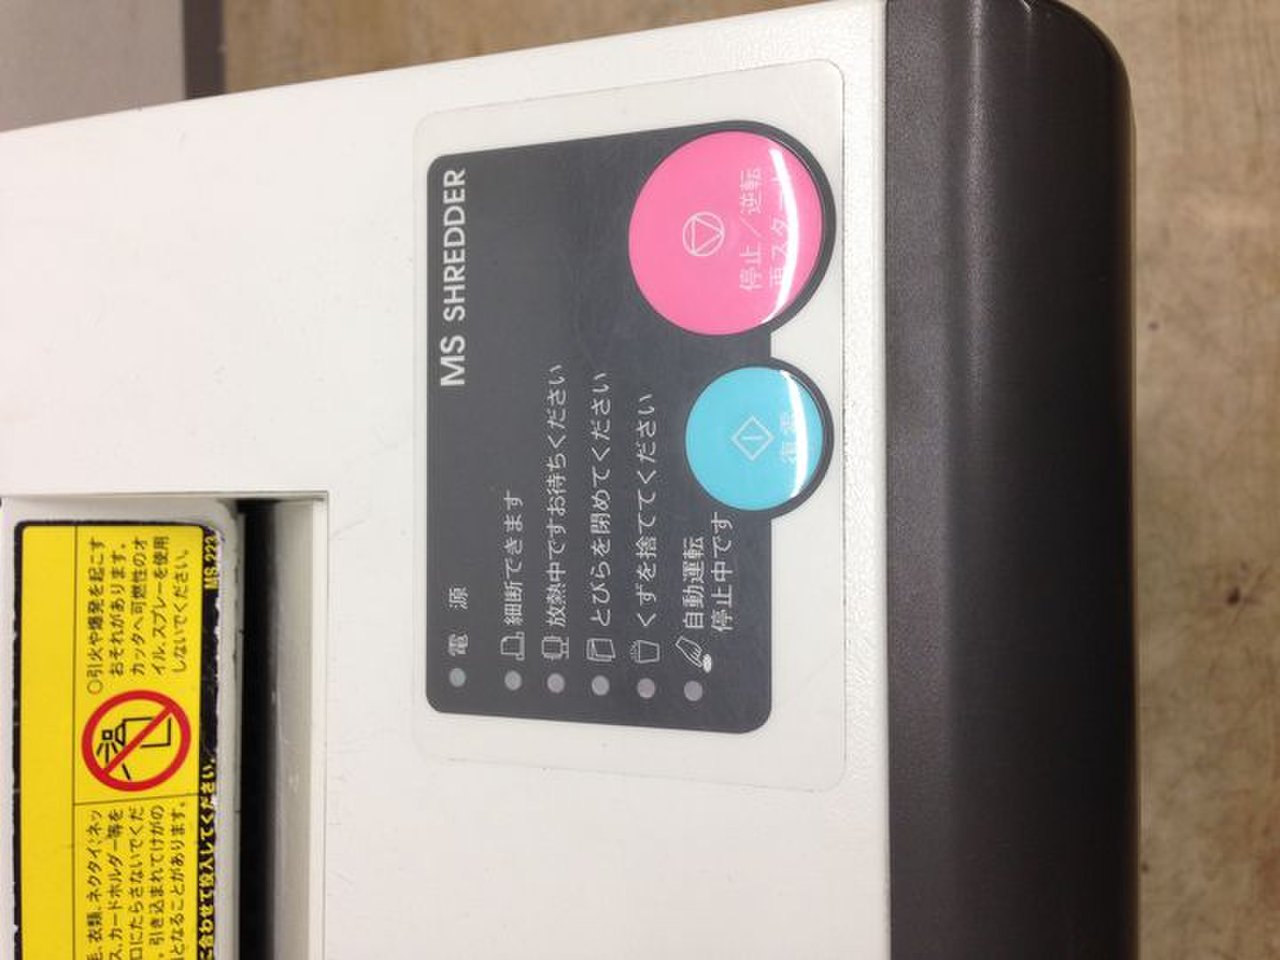 MS SHREDDER
電 源
細断できます
放熱中ですお待ちください
とびらを閉めてください
くずを捨ててください
自動運転
停止中です
停止／逆転
再スタート
復電
○引火や爆発を起こす
おそれがあります。
カッタへ可燃性のオ
イル、スプレーを使用
しないでください。
MS-223
毛、衣類、ネクタイ、ネッ
ス、カードホルダー等を
口にたらさないでくだ
。引き込まれてけがの
となることがあります。
合わせて投入してください。